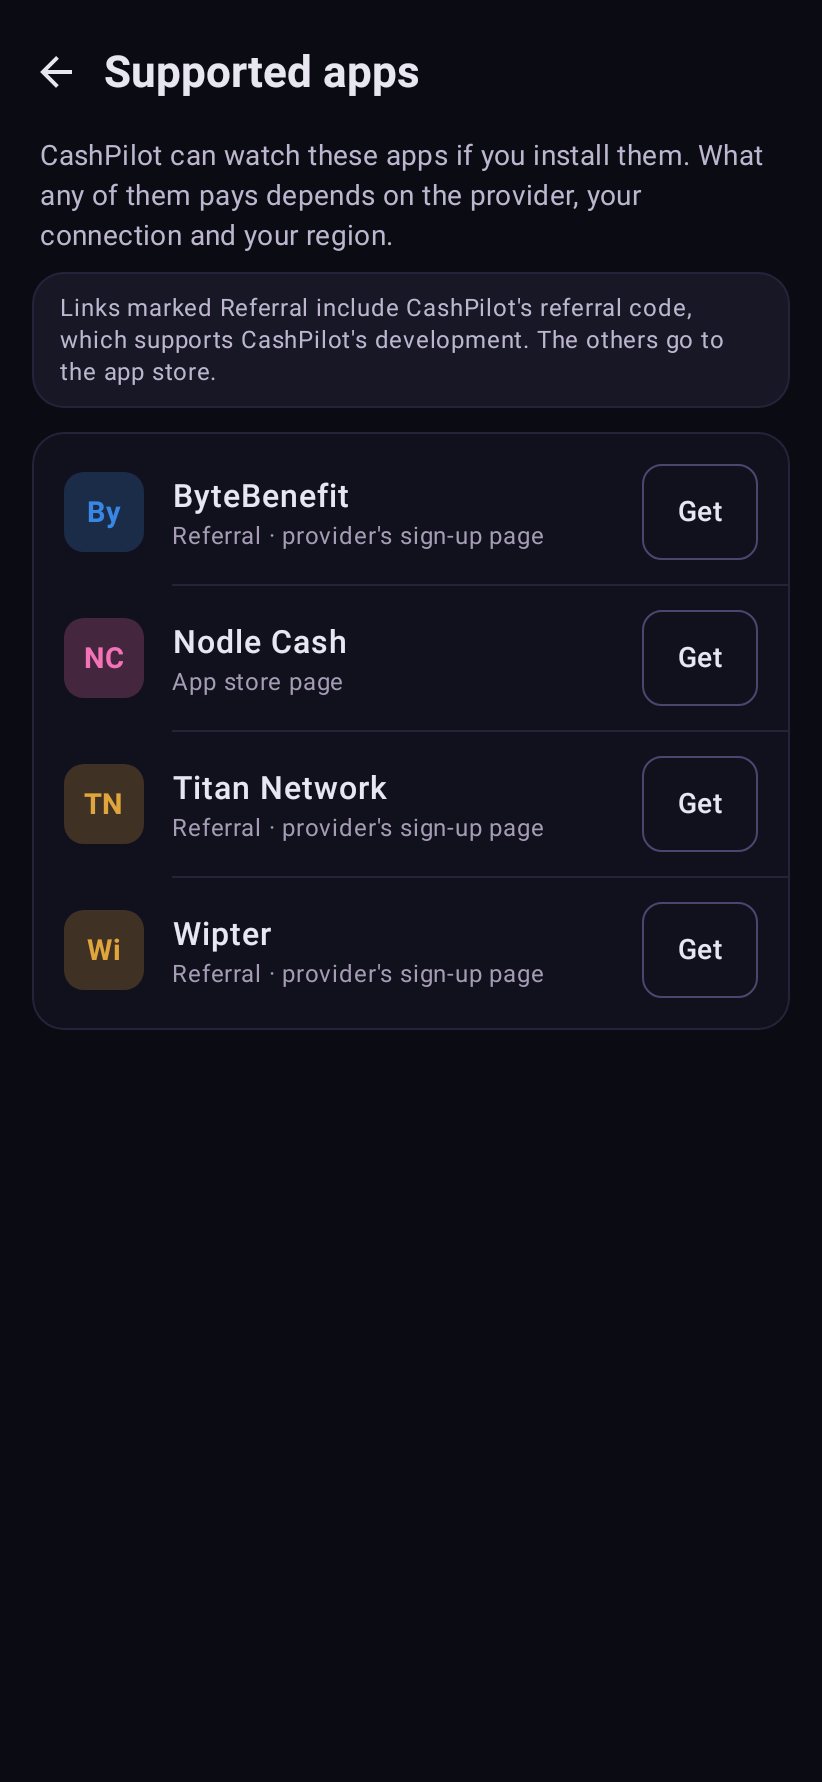 Supported apps
CashPilot can watch these apps if you install them. What
any of them pays depends on the provider, your
connection and your region.
Links marked Referral include CashPilot's referral code,
which supports CashPilot's development. The others go to
the app store.
By
ByteBenefit
Referral · provider's sign-up page
Get
NC
Nodle Cash
App store page
Get
TN
Titan Network
Referral · provider's sign-up page
Get
Wi
Wipter
Referral · provider's sign-up page
Get